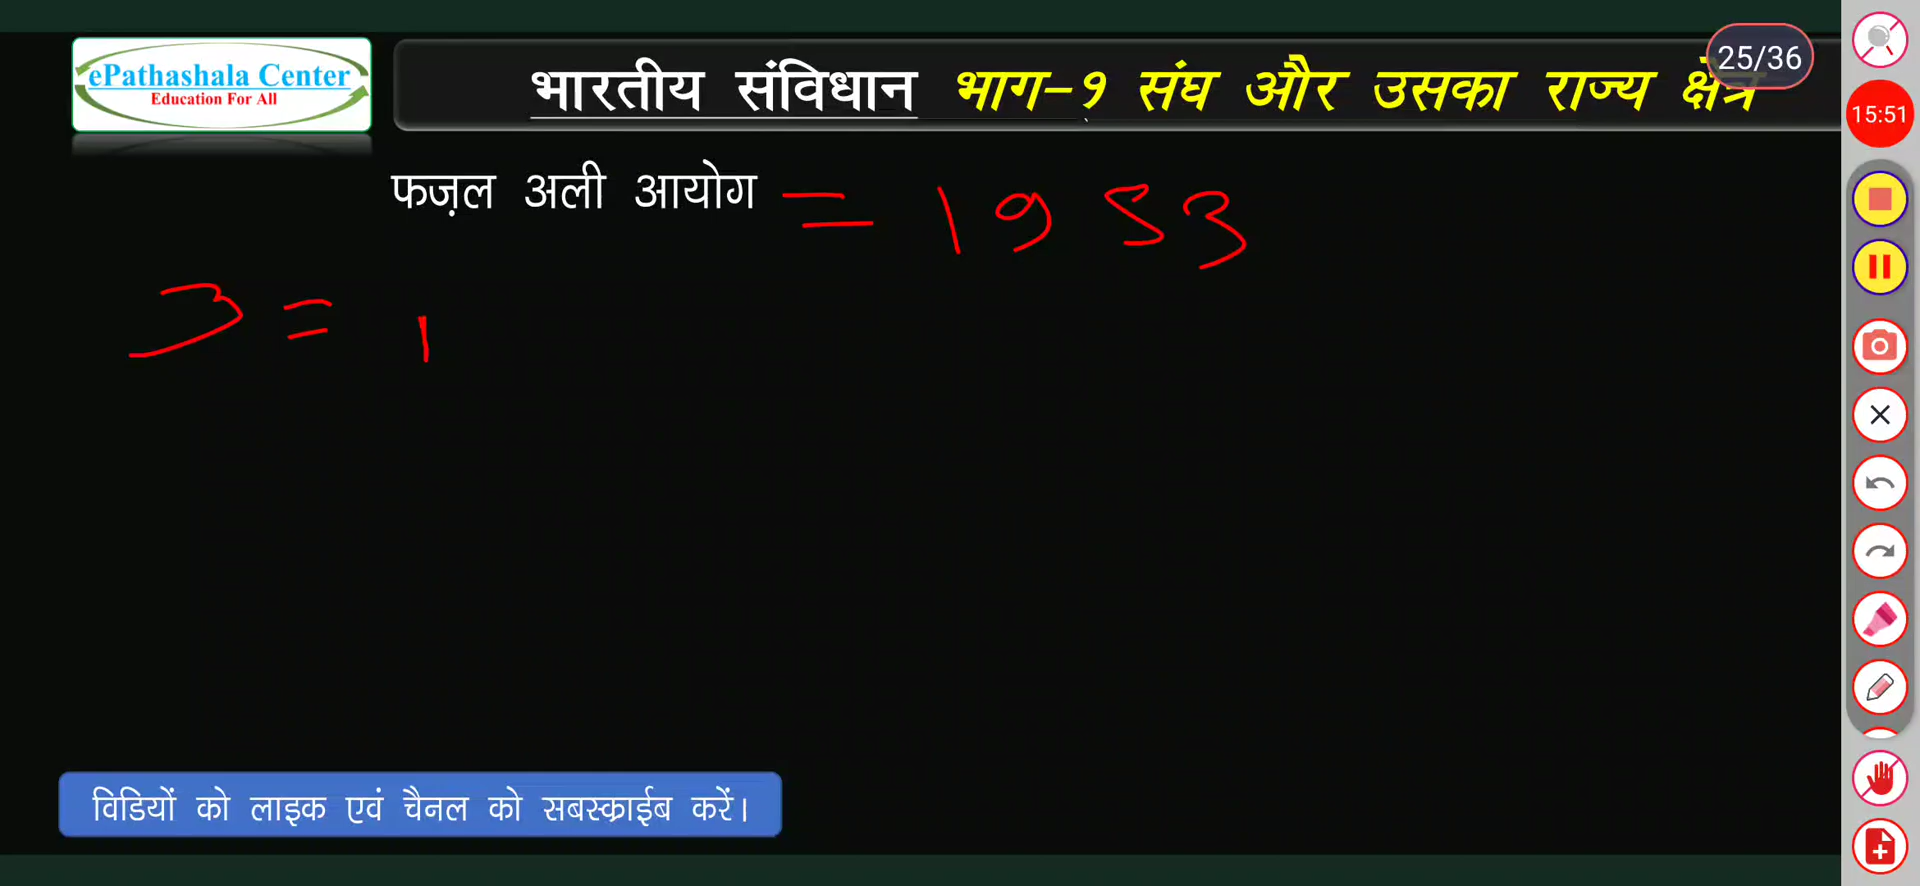 ePathashala Center
Education For All
भारतीय संविधान भाग-१ संघ और उसका राज्य क्षेत्र
25/36
15:51
फज़ल अली आयोग = 1953
3 = 1
विडियों को लाइक एवं चैनल को सबस्क्राईब करें।